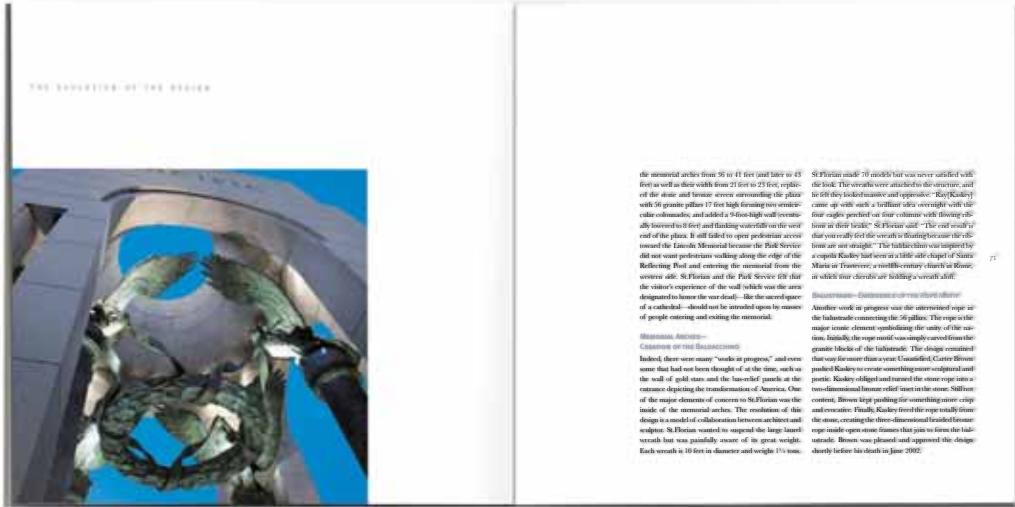 THE EVOLUTION OF THE DESIGN
the memorial arches from 36 to 41 feet (and later to 43
feet) as well as their width from 21 feet to 23 feet, replac-
ed the stone and bronze screen surrounding the plaza
with 56 granite pillars 17 feet high forming two semicir-
cular colonnades, and added a 9-foot-high wall (eventu-
ally lowered to 8 feet) and flanking waterfalls on the west
end of the plaza. It still failed to open pedestrian access
toward the Lincoln Memorial because the Park Service
did not want pedestrians walking along the edge of the
Reflecting Pool and entering the memorial from the
western side. St.Florian and the Park Service felt that
the visitor's experience of the wall (which was the area
designated to honor the war dead)—like the sacred space
of a cathedral—should not be intruded upon by masses
of people entering and exiting the memorial.
MEMORIAL ARCHES—
CREATION OF THE BALDACCHINO
Indeed, there were many "works in progress," and even
some that had not been thought of at the time, such as
the wall of gold stars and the bas-relief panels at the
entrance depicting the transformation of America. One
of the major elements of concern to St.Florian was the
inside of the memorial arches. The resolution of this
design is a model of collaboration between architect and
sculptor. St.Florian wanted to suspend the large laurel
wreath but was painfully aware of its great weight.
Each wreath is 10 feet in diameter and weighs tons.
St.Florian made 70 models but was never satisfied with
the look. The wreaths were attached to the structure, and
he felt they looked massive and oppressive. "Ray[Kaskey]
came up with such a brilliant idea overnight with the
four eagles perched on four columns with flowing rib-
bons in their beaks," St.Florian said. "The end result is
that you really feel the wreath is floating because the rib-
bons are not straight." The baldacchino was inspired by
a cupola Kaskey had seen in a little side chapel of Santa
Maria in Trastevere, a twelfth-century church in Rome,
in which four cherubs are holding a wreath aloft.
BALUSTRADE—EMERGENCE OF THE ROPE MOTIF
Another work in progress was the intertwined rope in
the balustrade connecting the 56 pillars. The rope is the
major iconic element symbolizing the unity of the na-
tion. Initially, the rope motif was simply carved from the
granite blocks of the balustrade. The design remained
that way for more than a year. Unsatisfied, Carter Brown
pushed Kaskey to create something more sculptural and
poetic. Kaskey obliged and turned the stone rope into a
two-dimensional bronze relief inset in the stone. Still not
content, Brown kept pushing for something more crisp
and evocative. Finally, Kaskey freed the rope totally from
the stone, creating the three-dimensional braided bronze
rope inside open stone frames that join to form the bal-
ustrade. Brown was pleased and approved the design
shortly before his death in June 2002.
71